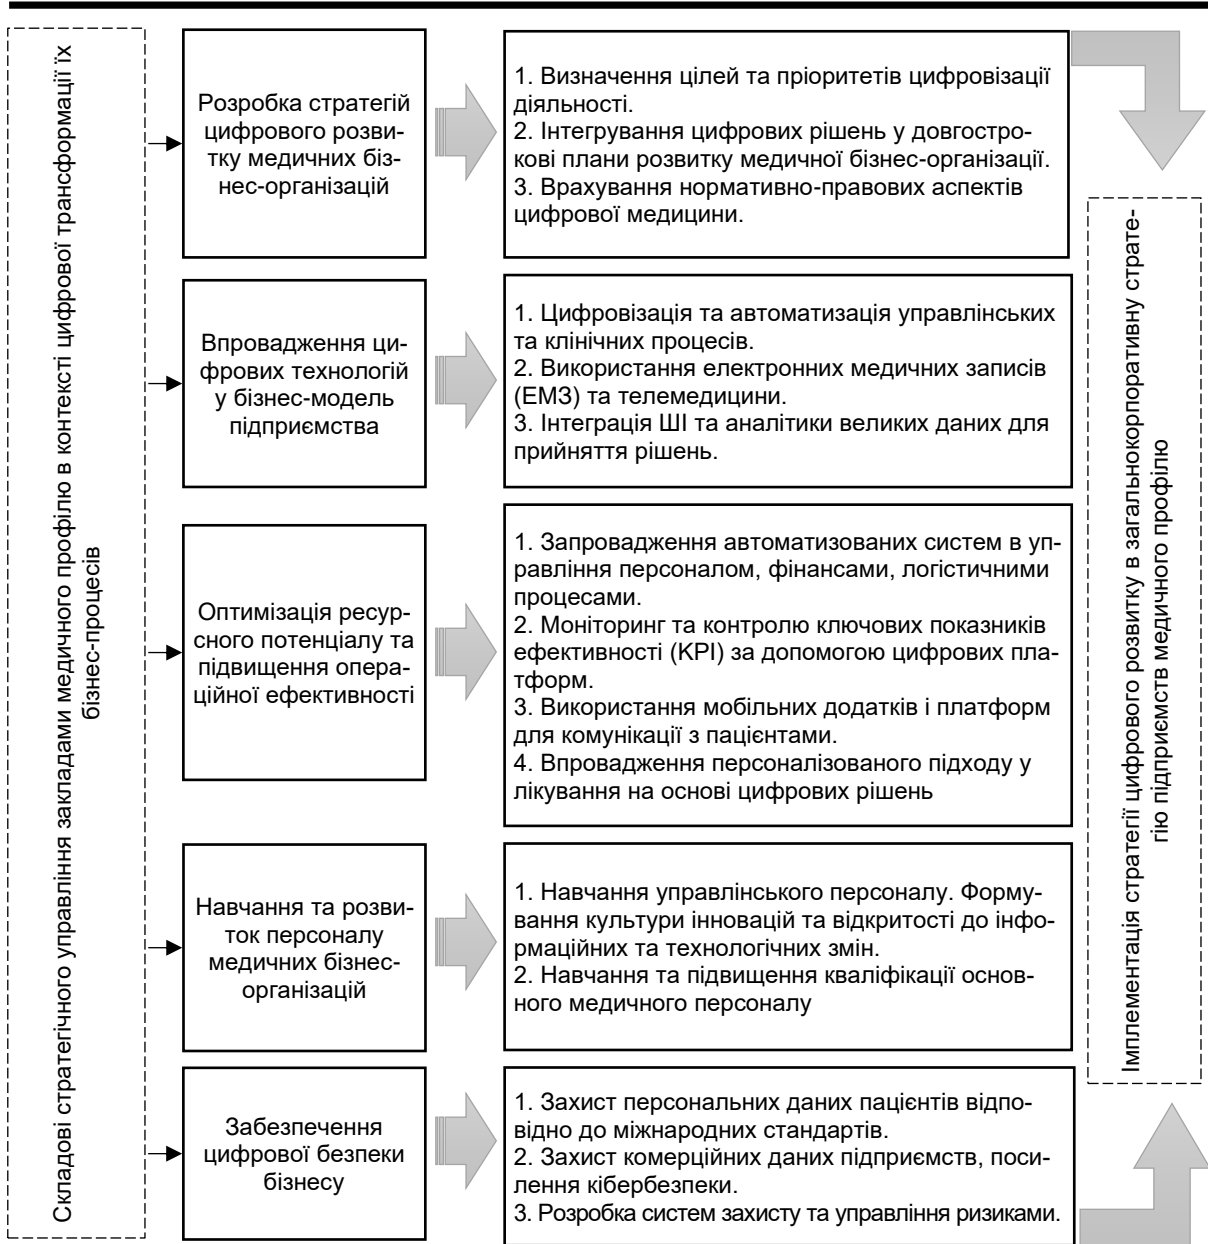 Складові стратегічного управління закладами медичного профілю в контексті цифрової трансформації їх
бізнес-процесів
Розробка стратегій
цифрового розви-
тку медичних біз-
нес-організацій
1. Визначення цілей та пріоритетів цифровізації
діяльності.
2. Інтегрування цифрових рішень у довгостро-
кові плани розвитку медичної бізнес-організації.
3. Врахування нормативно-правових аспектів
цифрової медицини.
Впровадження ци-
фрових технологій
у бізнес-модель
підприємства
1. Цифровізація та автоматизація управлінських
та клінічних процесів.
2. Використання електронних медичних записів
(ЕМЗ) та телемедицини.
3. Інтеграція ШІ та аналітики великих даних для
прийняття рішень.
Оптимізація ресур-
сного потенціалу та
підвищення опера-
ційної ефективності
1. Запровадження автоматизованих систем в уп-
равління персоналом, фінансами, логістичними
процесами.
2. Моніторинг та контролю ключових показників
ефективності (KPI) за допомогою цифрових пла-
тформ.
3. Використання мобільних додатків і платформ
для комунікації з пацієнтами.
4. Впровадження персоналізованого підходу у
лікування на основі цифрових рішень
Навчання та розви-
ток персоналу
медичних бізнес-
організацій
1. Навчання управлінського персоналу. Форму-
вання культури інновацій та відкритості до інфо-
рмаційних та технологічних змін.
2. Навчання та підвищення кваліфікації основ-
ного медичного персоналу
Забезпечення
цифрової безпеки
бізнесу
1. Захист персональних даних пацієнтів відпо-
відно до міжнародних стандартів.
2. Захист комерційних даних підприємств, поси-
лення кібербезпеки.
3. Розробка систем захисту та управління ризиками.
Імплементація стратегії цифрового розвитку в загальнокорпоративну страте-
гію підприємств медичного профілю